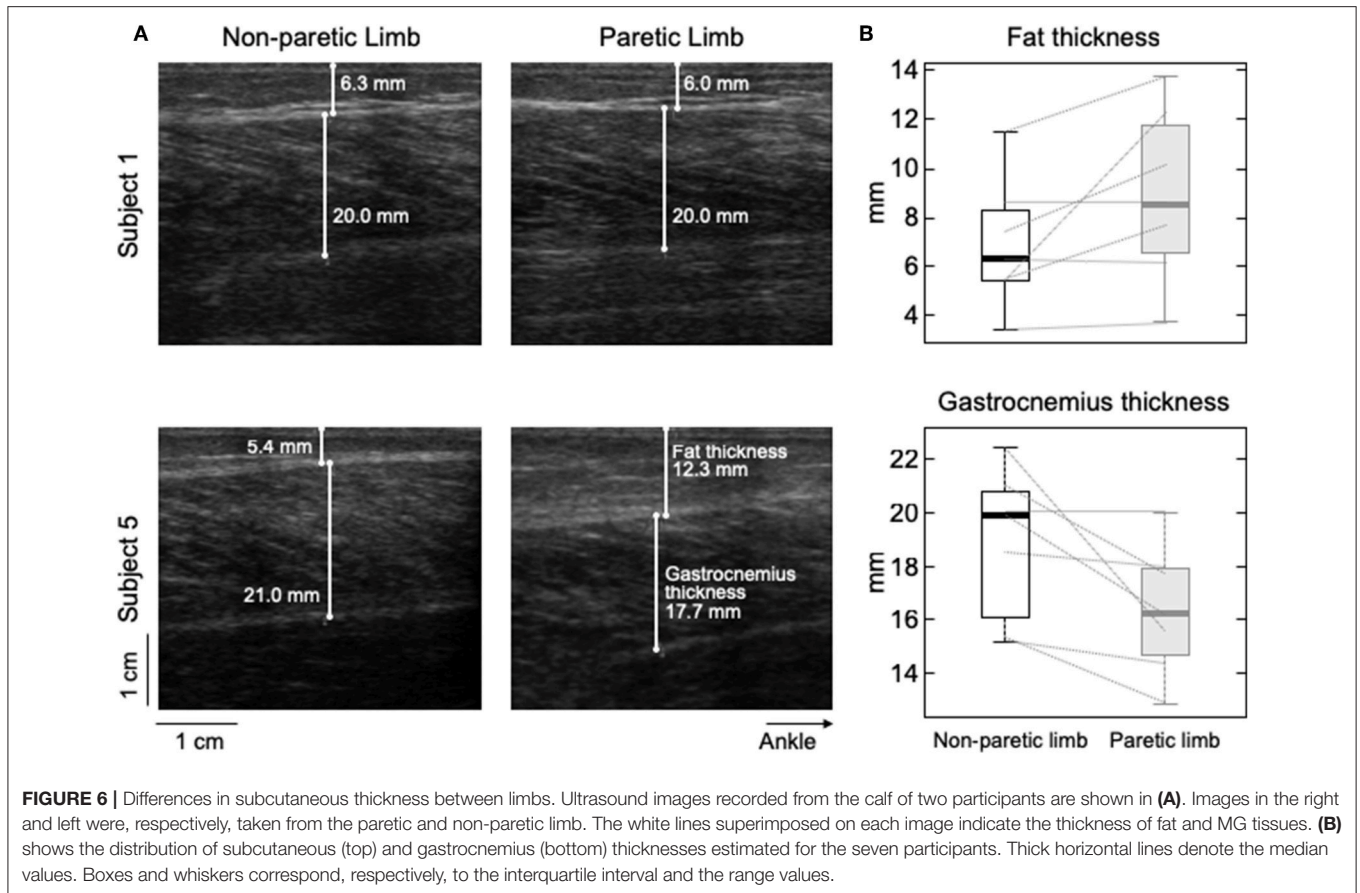 A
Non-paretic Limb
Paretic Limb
Subject 1
6.3 mm
20.0 mm
6.0 mm
20.0 mm
Subject 5
5.4 mm
21.0 mm
Fat thickness
12.3 mm
Gastrocnemius
thickness
17.7 mm
1 cm
1 cm
Ankle
B
Fat thickness
mm
14
12
10
8
6
4
Gastrocnemius thickness
mm
22
20
18
16
14
Non-paretic limb
Paretic limb
FIGURE 6 | Differences in subcutaneous thickness between limbs. Ultrasound images recorded from the calf of two participants are shown in (A). Images in the right
and left were, respectively, taken from the paretic and non-paretic limb. The white lines superimposed on each image indicate the thickness of fat and MG tissues. (B)
shows the distribution of subcutaneous (top) and gastrocnemius (bottom) thicknesses estimated for the seven participants. Thick horizontal lines denote the median
values. Boxes and whiskers correspond, respectively, to the interquartile interval and the range values.